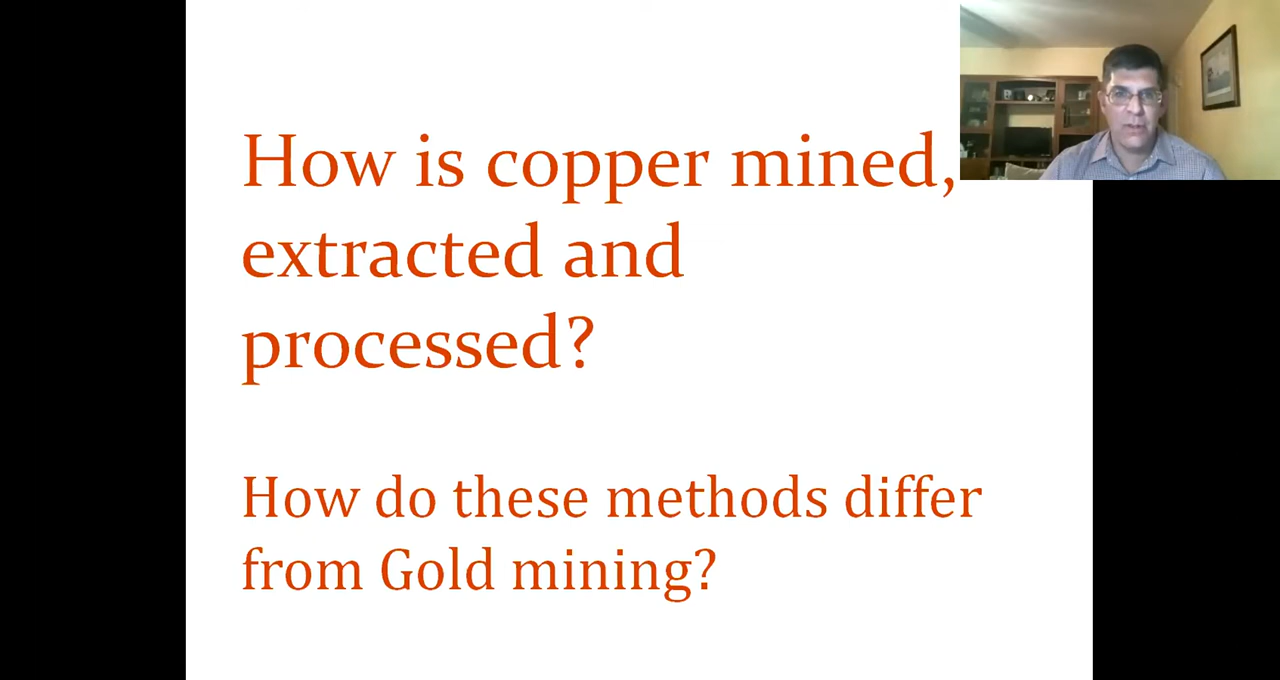 How is copper mined,
extracted and
processed?
How do these methods differ
from Gold mining?